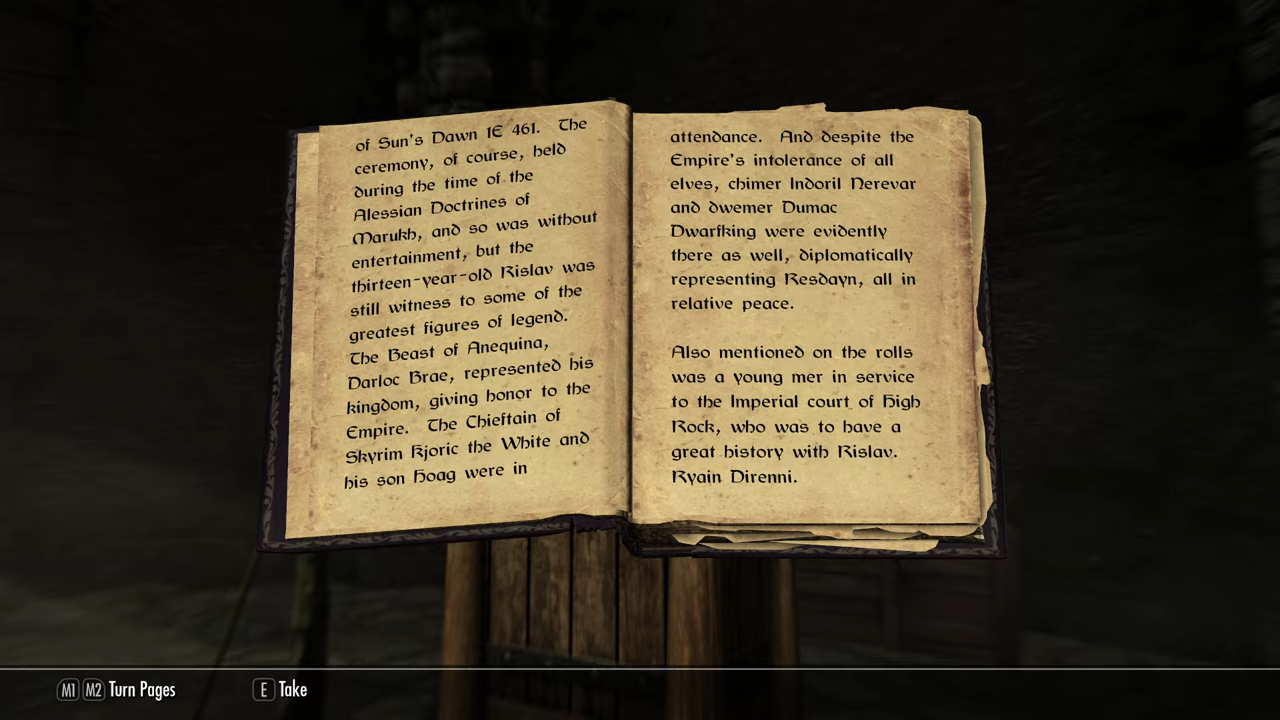 of Sun's Dawn 1E 461.  The
ceremony, of course, held
during the time of the
Alessian Doctrines of
Marukh, and so was without
entertainment, but the
thirteen-year-old Rislav was
still witness to some of the
greatest figures of legend.
The Beast of Anequina,
Darloc Brae, represented his
kingdom, giving honor to the
Empire.  The Chieftain of
Skyrim Kjoric the White and
his son Hoag were in
attendance.  And despite the
Empire's intolerance of all
elves, chimer Indoril Nerevar
and dwemer Dumac
Dwarfking were evidently
there as well, diplomatically
representing Resdayn, all in
relative peace.
Also mentioned on the rolls
was a young mer in service
to the Imperial court of High
Rock, who was to have a
great history with Rislav.
Ryain Direnni.
M1 M2 Turn Pages
E Take